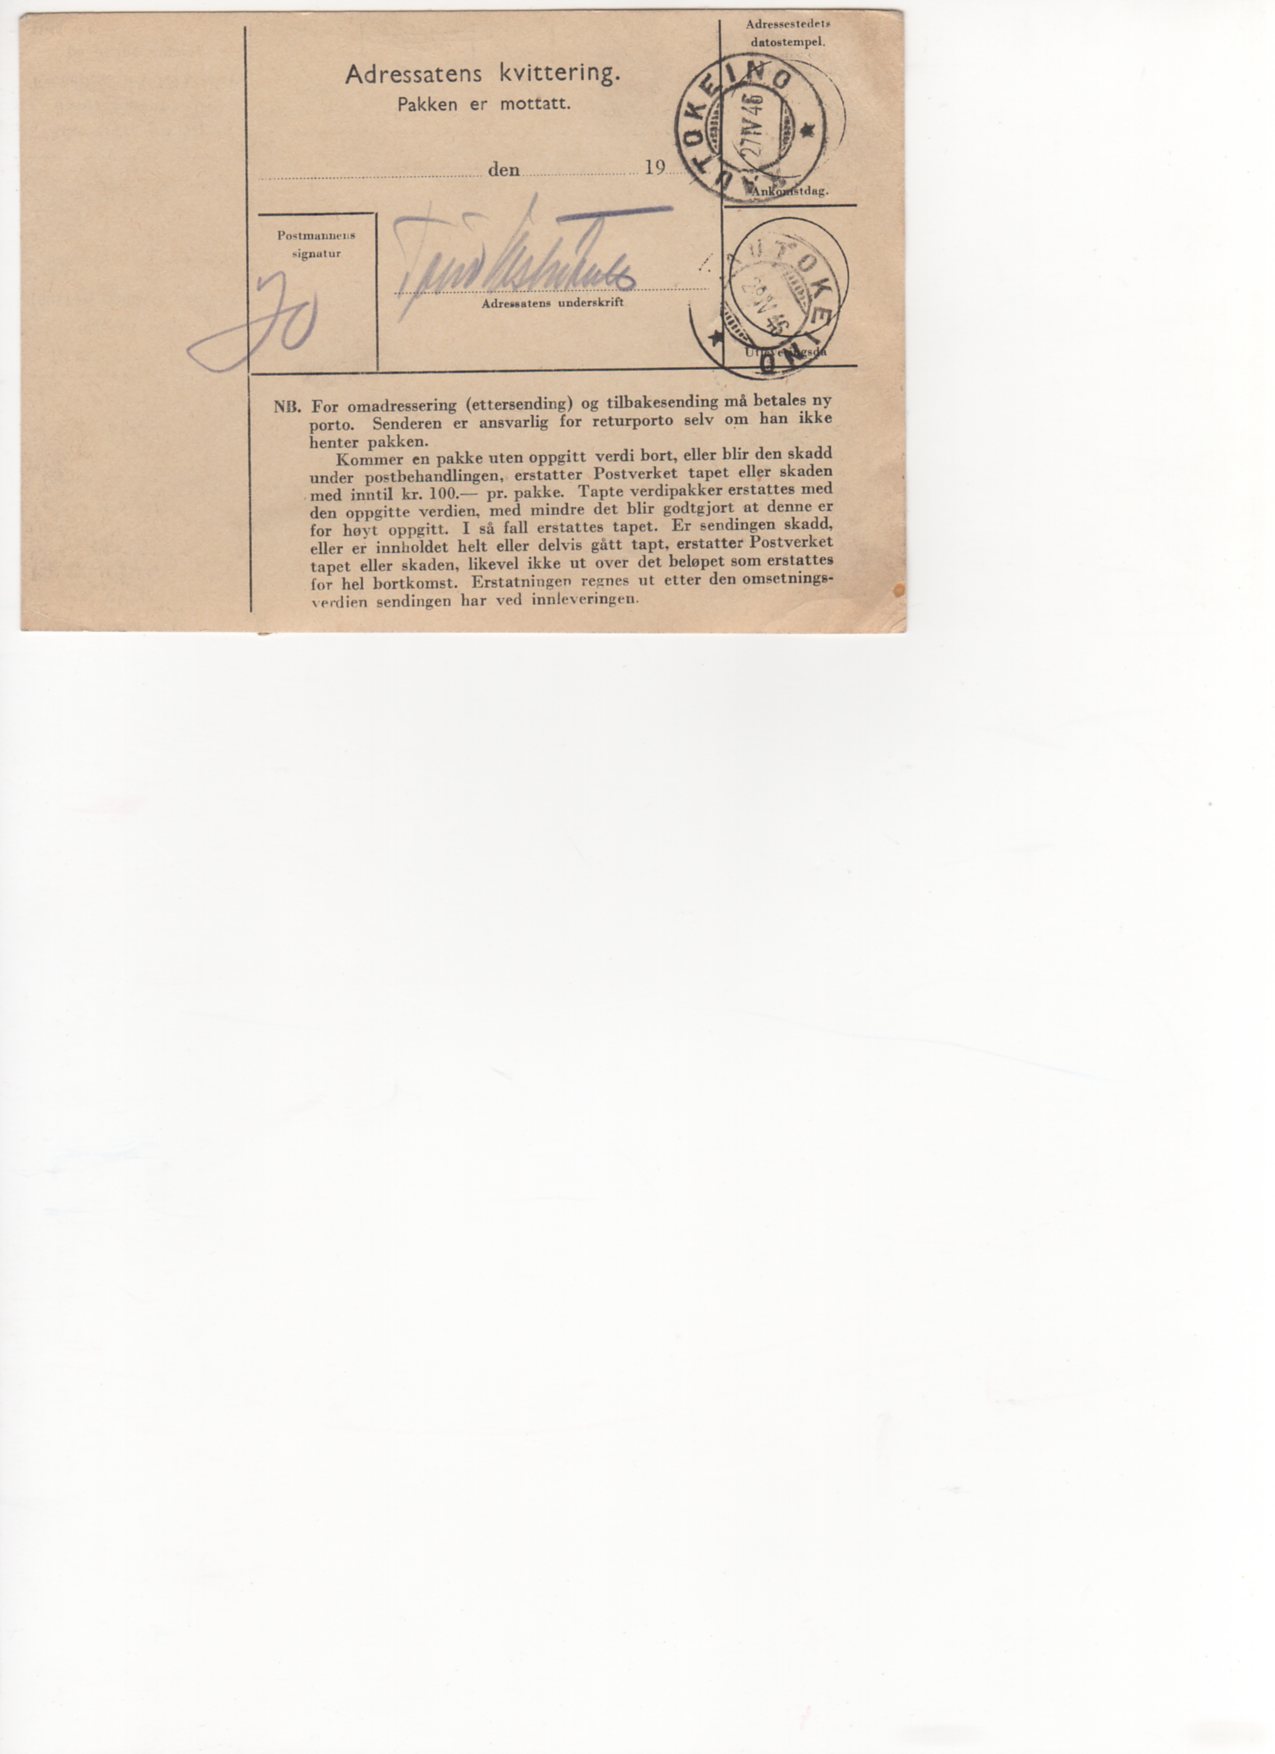 Adressestedets
datostempel.
Adressatens kvittering.
Pakken er mottatt.
KAUTOKEINO
27 IV 46
den 19
Ankomstdag.
Postmannens
signatur
Adressatens underskrift
KAUTOKEINO
IV 46
Utleveringsda
NB. For omadressering (ettersending) og tilbakesending må betales ny
porto. Senderen er ansvarlig for returporto selv om han ikke
henter pakken.
Kommer en pakke uten oppgitt verdi bort, eller blir den skadd
under postbehandlingen, erstatter Postverket tapet eller skaden
med inntil kr. 100.— pr. pakke. Tapte verdipakker erstattes med
den oppgitte verdien, med mindre det blir godtgjort at denne er
for høyt oppgitt. I så fall erstattes tapet. Er sendingen skadd,
eller er innholdet helt eller delvis gått tapt, erstatter Postverket
tapet eller skaden, likevel ikke ut over det beløpet som erstattes
for hel bortkomst. Erstatningen regnes ut etter den omsetnings-
verdien sendingen har ved innleveringen.